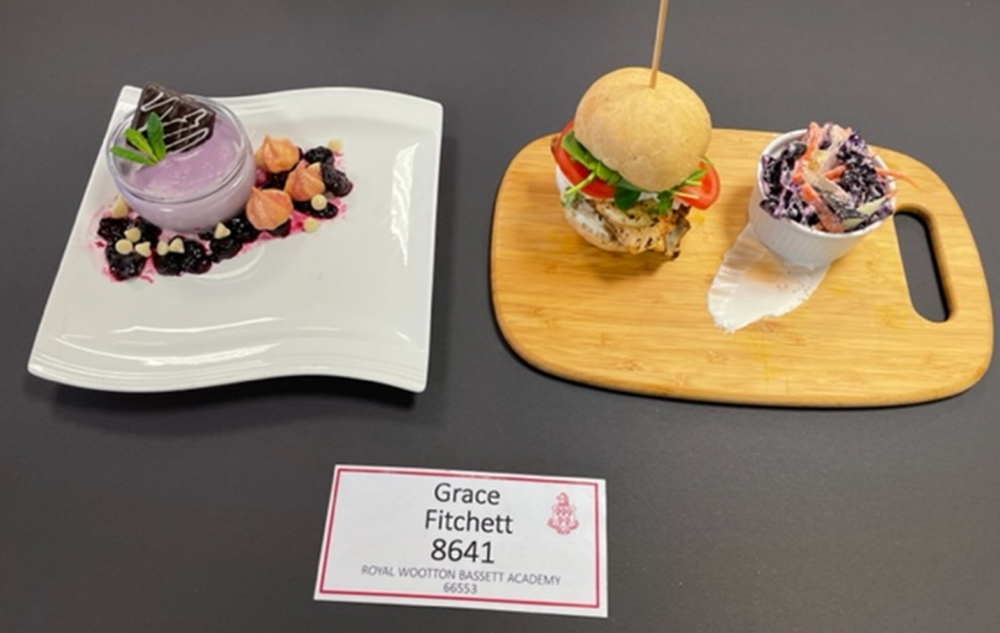 Grace
Fitchett
8641
ROYAL WOOTTON BASSETT ACADEMY
66553